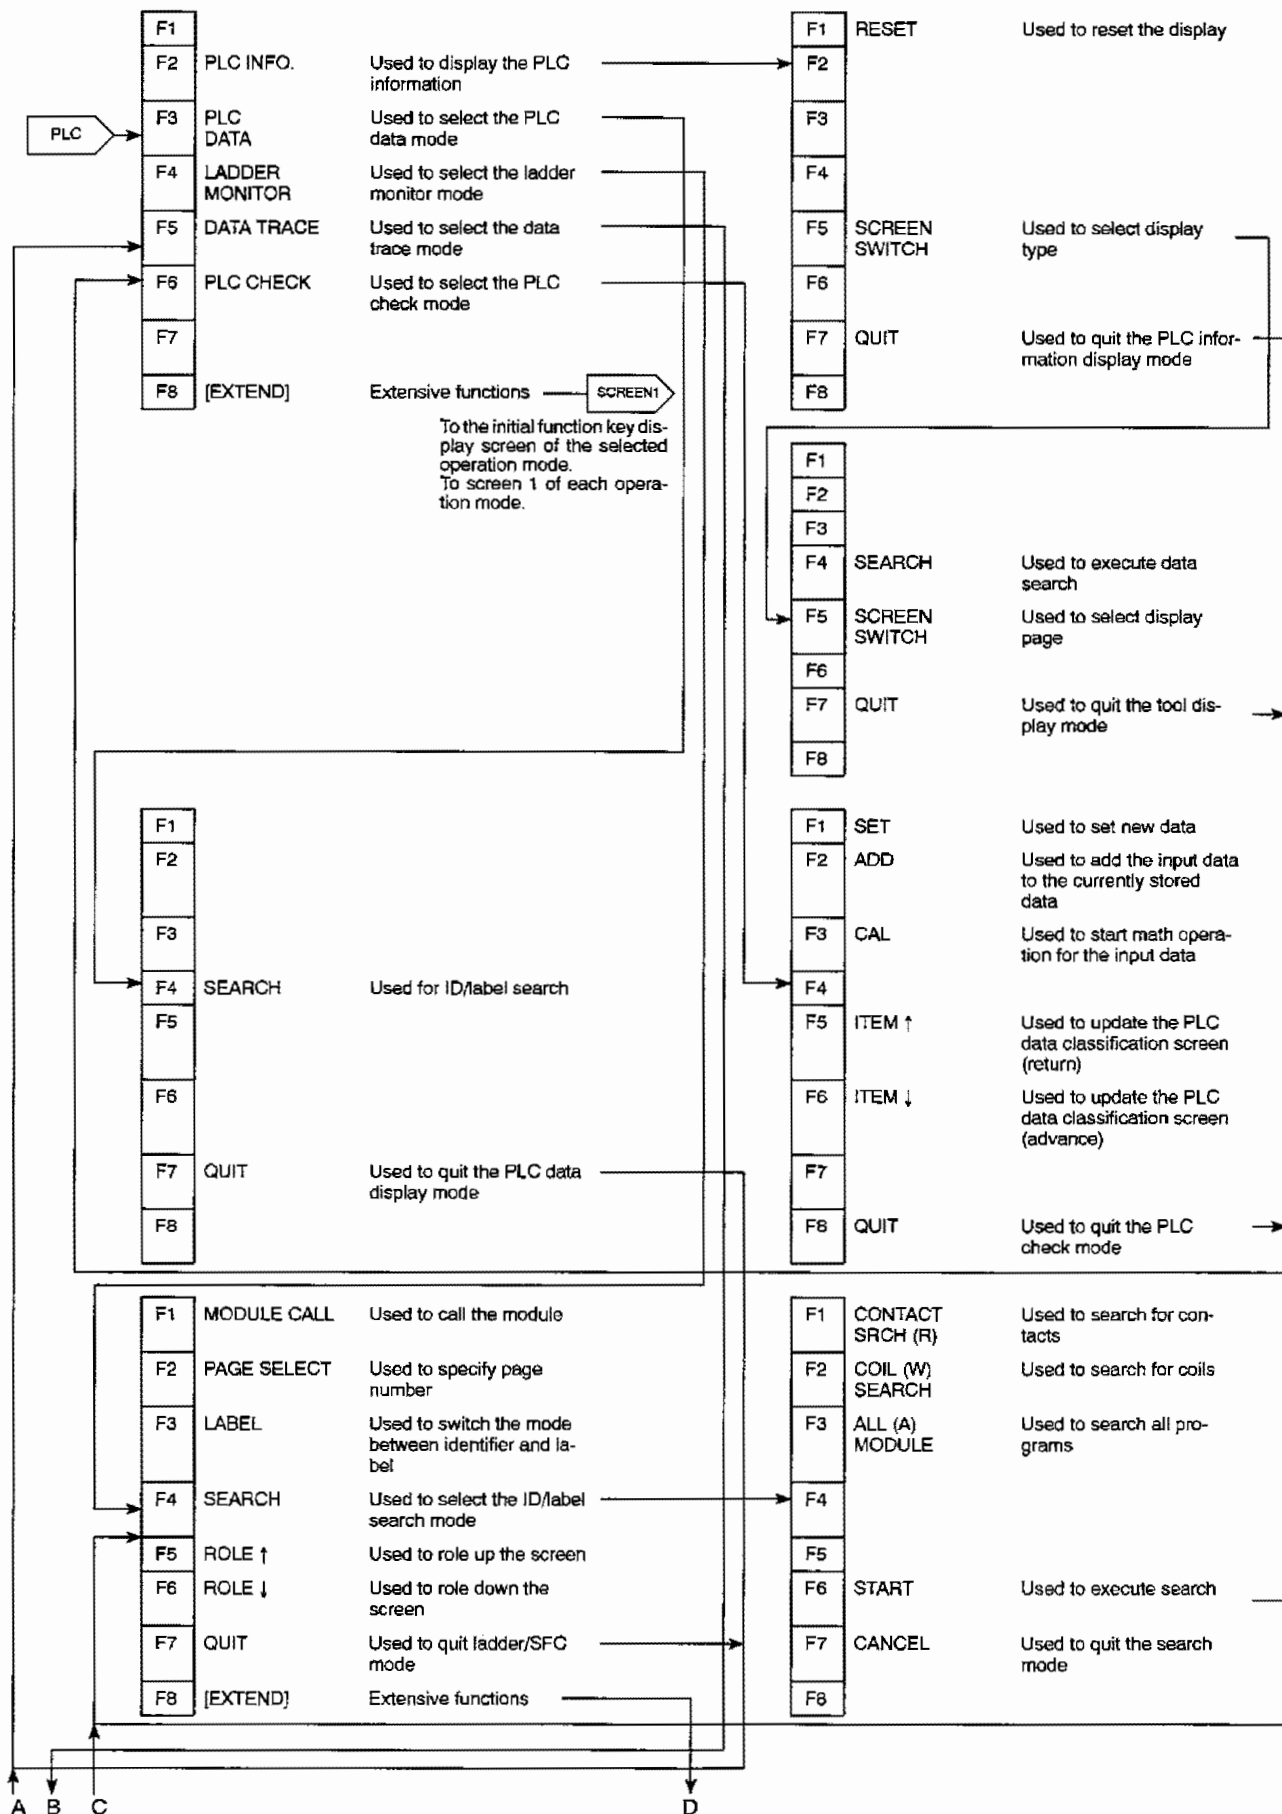 PLC
F1
F2 PLC INFO. Used to display the PLC
information
F3 PLC Used to select the PLC
DATA data mode
F4 LADDER Used to select the ladder
MONITOR monitor mode
F5 DATA TRACE Used to select the data
trace mode
F6 PLC CHECK Used to select the PLC
check mode
F7
F8 [EXTEND] Extensive functions SCREEN1
To the initial function key dis-
play screen of the selected
operation mode.
To screen 1 of each opera-
tion mode.
F1 RESET Used to reset the display
F2
F3
F4
F5 SCREEN Used to select display
SWITCH type
F6
F7 QUIT Used to quit the PLC infor-
mation display mode
F8
F1
F2
F3
F4 SEARCH Used to execute data
search
F5 SCREEN Used to select display
SWITCH page
F6
F7 QUIT Used to quit the tool dis-
play mode
F8
F1
F2
F3
F4 SEARCH Used for ID/label search
F5
F6
F7 QUIT Used to quit the PLC data
display mode
F8
F1 SET Used to set new data
F2 ADD Used to add the input data
to the currently stored
data
F3 CAL Used to start math opera-
tion for the input data
F4
F5 ITEM ↑ Used to update the PLC
data classification screen
(return)
F6 ITEM ↓ Used to update the PLC
data classification screen
(advance)
F7
F8 QUIT Used to quit the PLC
check mode
F1 MODULE CALL Used to call the module
F2 PAGE SELECT Used to specify page
number
F3 LABEL Used to switch the mode
between identifier and la-
bel
F4 SEARCH Used to select the ID/label
search mode
F5 ROLE ↑ Used to role up the screen
F6 ROLE ↓ Used to role down the
screen
F7 QUIT Used to quit ladder/SFC
mode
F8 [EXTEND] Extensive functions
F1 CONTACT Used to search for con-
SRCH (R) tacts
F2 COIL (W) Used to search for coils
SEARCH
F3 ALL (A) Used to search all pro-
MODULE grams
F4
F5
F6 START Used to execute search
F7 CANCEL Used to quit the search
mode
F8
A B C D